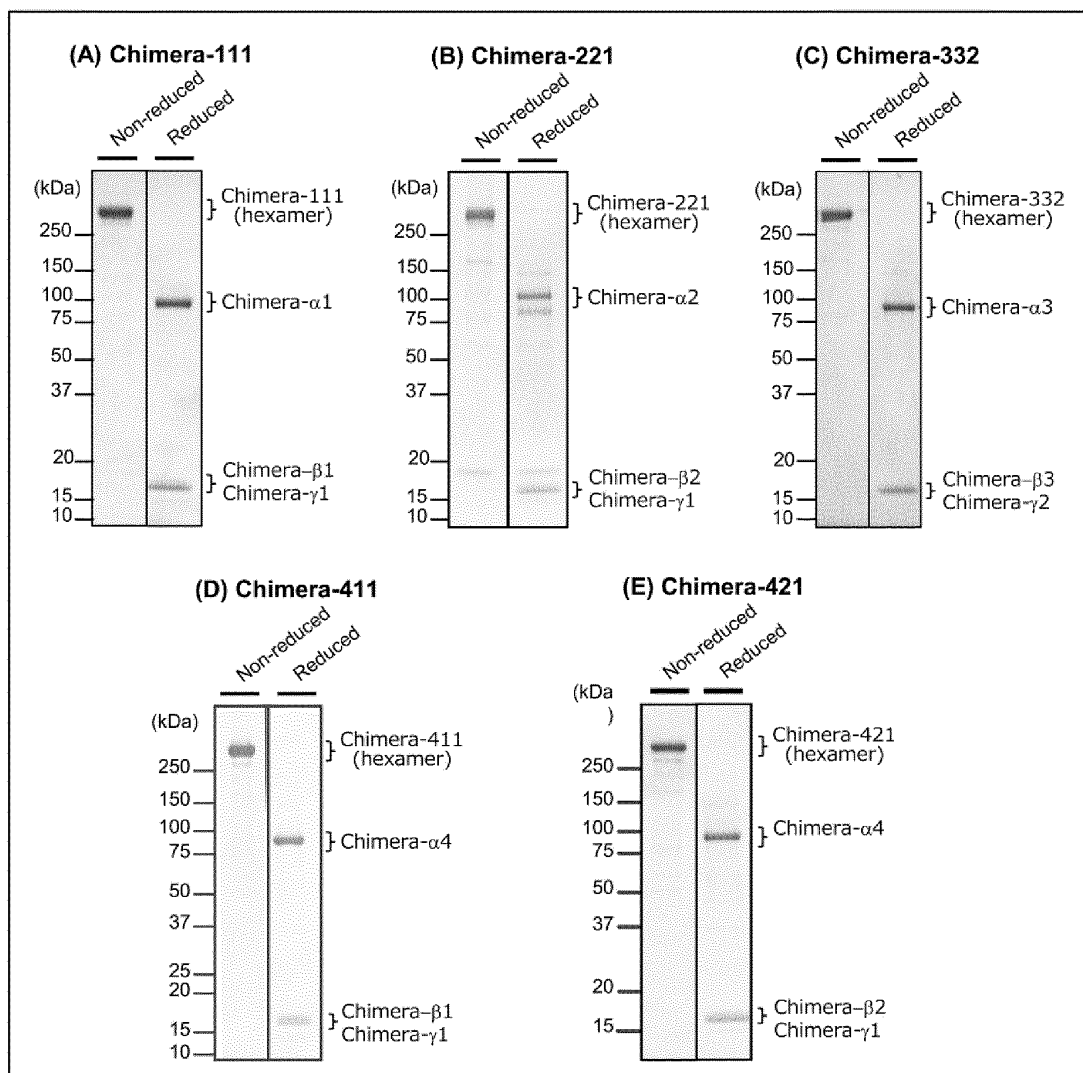 (A) Chimera-111
Non-reduced
Reduced
(kDa)
250
150
100
75
50
37
20
15
10
Chimera-111
(hexamer)
Chimera-α1
Chimera–β1
Chimera-γ1
(B) Chimera-221
Non-reduced
Reduced
(kDa)
250
150
100
75
50
37
20
15
10
Chimera-221
(hexamer)
Chimera-α2
Chimera–β2
Chimera-γ1
(C) Chimera-332
Non-reduced
Reduced
(kDa)
250
150
100
75
50
37
20
15
10
Chimera-332
(hexamer)
Chimera-α3
Chimera–β3
Chimera-γ2
(D) Chimera-411
Non-reduced
Reduced
(kDa)
250
150
100
75
50
37
25
20
15
10
Chimera-411
(hexamer)
Chimera-α4
Chimera–β1
Chimera-γ1
(E) Chimera-421
Non-reduced
Reduced
(kDa
)
250
150
100
75
50
37
20
15
Chimera-421
(hexamer)
Chimera-α4
Chimera–β2
Chimera-γ1